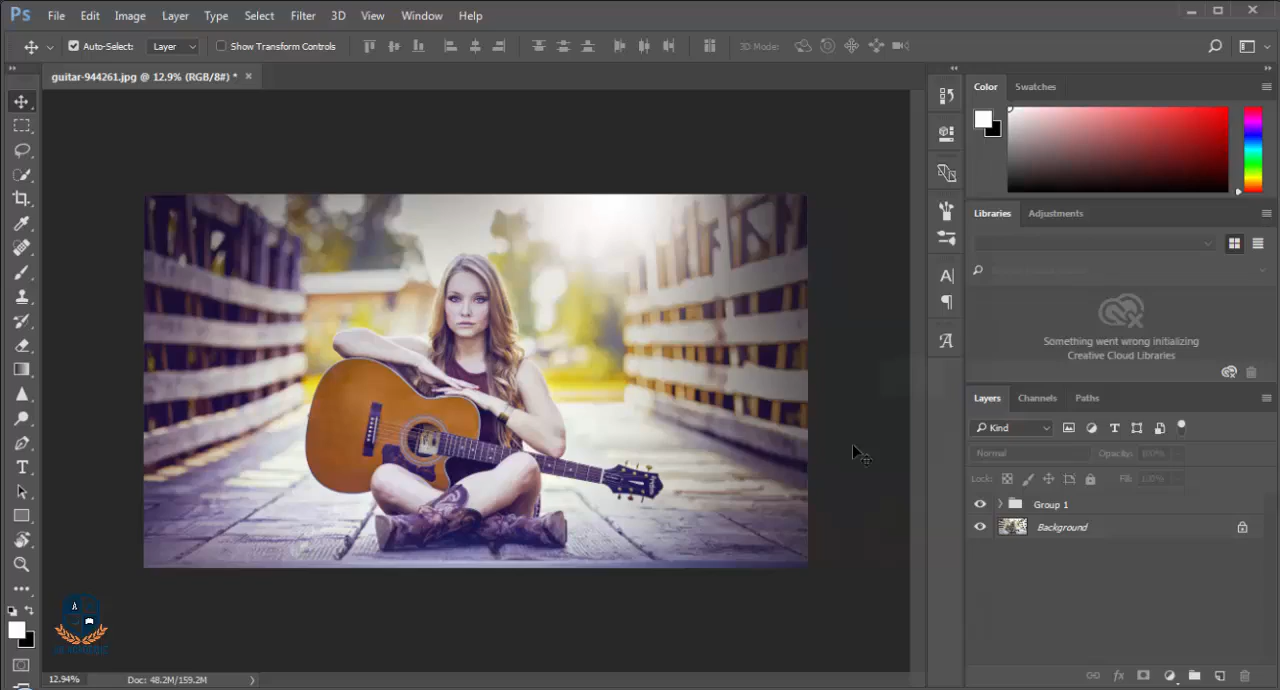 Ps File Edit Image Layer Type Select Filter 3D View Window Help
Auto-Select: Layer Show Transform Controls 3D Mode:
guitar-944261.jpg @ 12.9% (RGB/8#) * ×
Color Swatches
Libraries Adjustments
Something went wrong initializing
Creative Cloud Libraries
Layers Channels Paths
Kind
Normal Opacity: 100%
Lock: Fill: 100%
Group 1
Background
12.94% Doc: 48.2M/159.2M